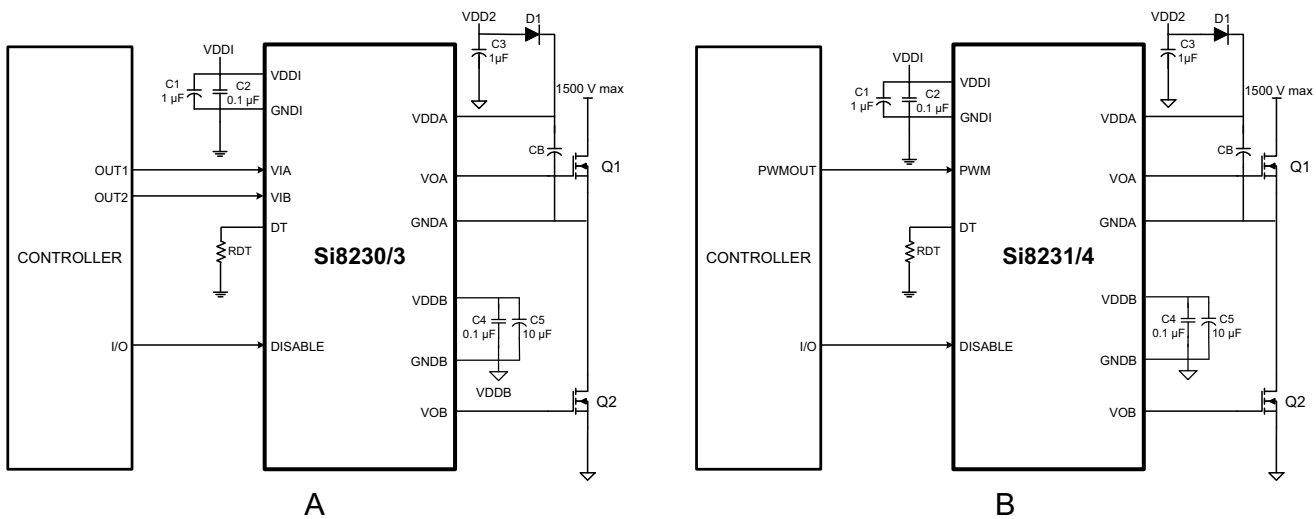 VDD2
D1
C3
1µF
VDDI
C1
1 µF
C2
0.1 µF
VDDI
GNDI
1500 V max
VDDA
CB
Q1
OUT1
VIA
VOA
OUT2
VIB
DT
GNDA
RDT
CONTROLLER
Si8230/3
VDDB
C4
0.1 µF
C5
10 µF
I/O
DISABLE
GNDB
VDDB
Q2
VOB
A
VDD2
D1
C3
1µF
VDDI
C1
1 µF
C2
0.1 µF
VDDI
GNDI
1500 V max
VDDA
CB
Q1
PWMOUT
PWM
VOA
DT
GNDA
RDT
CONTROLLER
Si8231/4
VDDB
C4
0.1 µF
C5
10 µF
I/O
DISABLE
GNDB
Q2
VOB
B